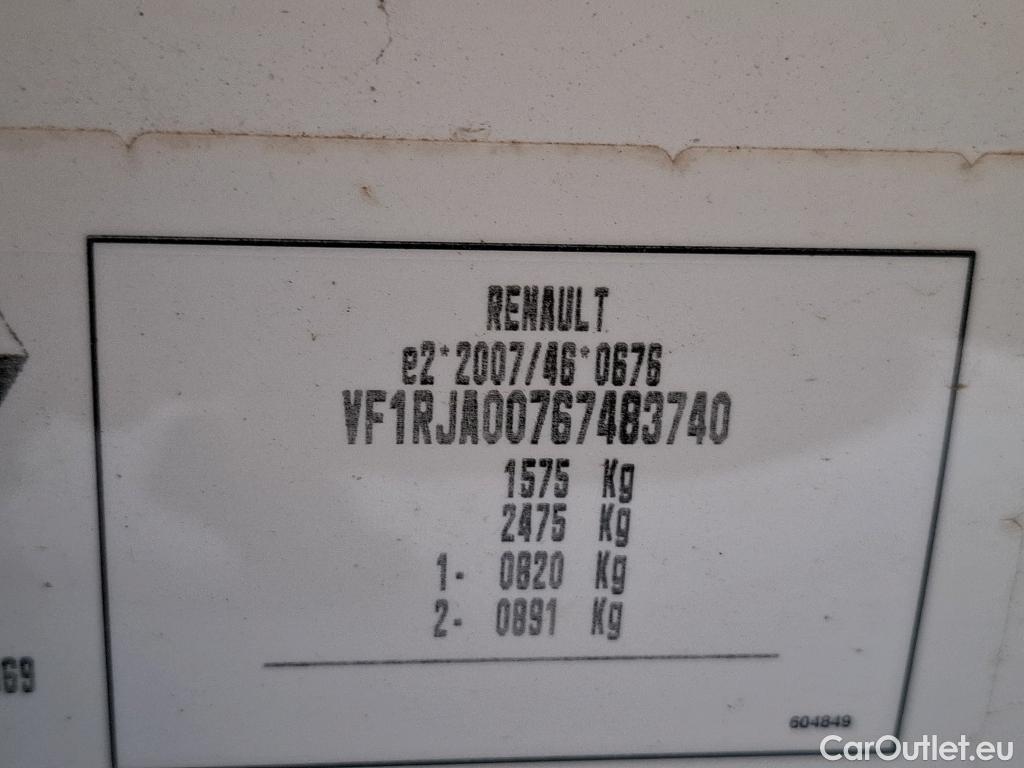 RENAULT
e2*2007/46*0676
VF1RJA00767483740
1575 Kg
2475 Kg
1- 0820 Kg
2- 0891 Kg
69
604849
CarOutlet.eu